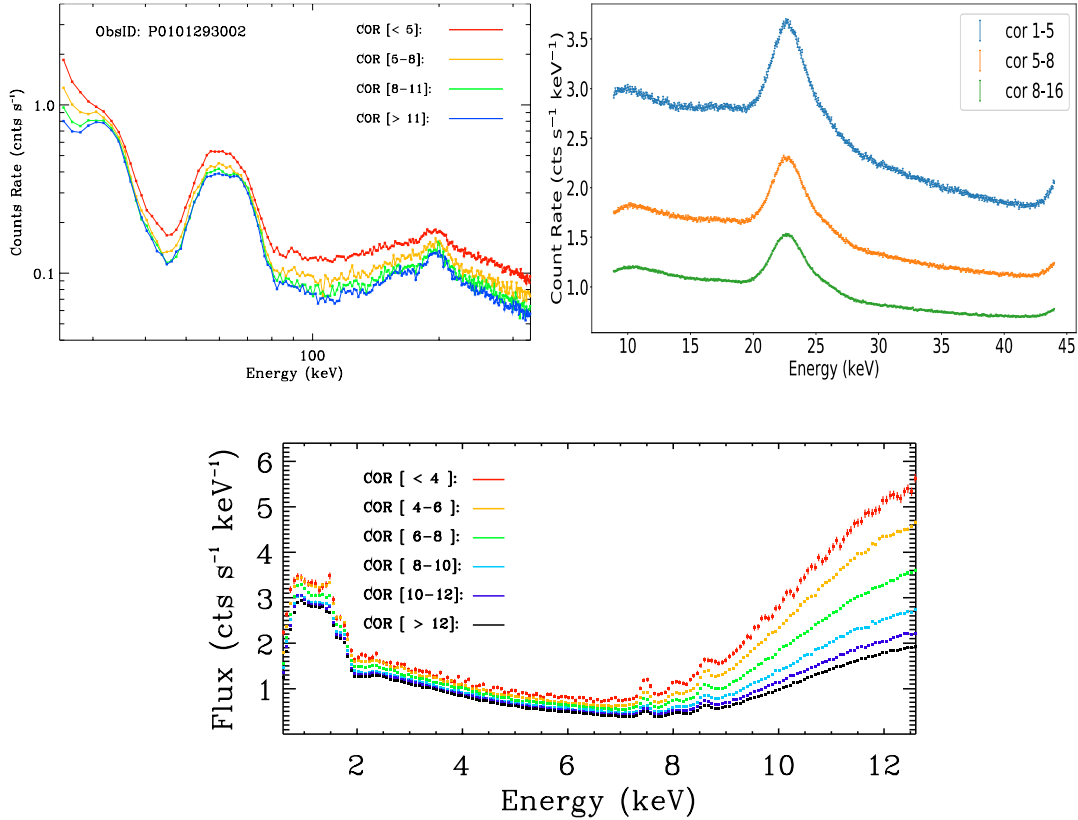 ObsID: P0101293002
COR [< 5]:
COR [5-8]:
COR [8-11]:
COR [> 11]:
Counts Rate (cnts s⁻¹)
1.0
0.1
100
Energy (keV)
cor 1-5
cor 5-8
cor 8-16
Count Rate (cts s⁻¹ keV⁻¹)
3.5
3.0
2.5
2.0
1.5
1.0
10 15 20 25 30 35 40 45
Energy (keV)
COR [ < 4 ]:
COR [ 4-6 ]:
COR [ 6-8 ]:
COR [ 8-10]:
COR [10-12]:
COR [ > 12]:
Flux (cts s⁻¹ keV⁻¹)
6
5
4
3
2
1
2 4 6 8 10 12
Energy (keV)